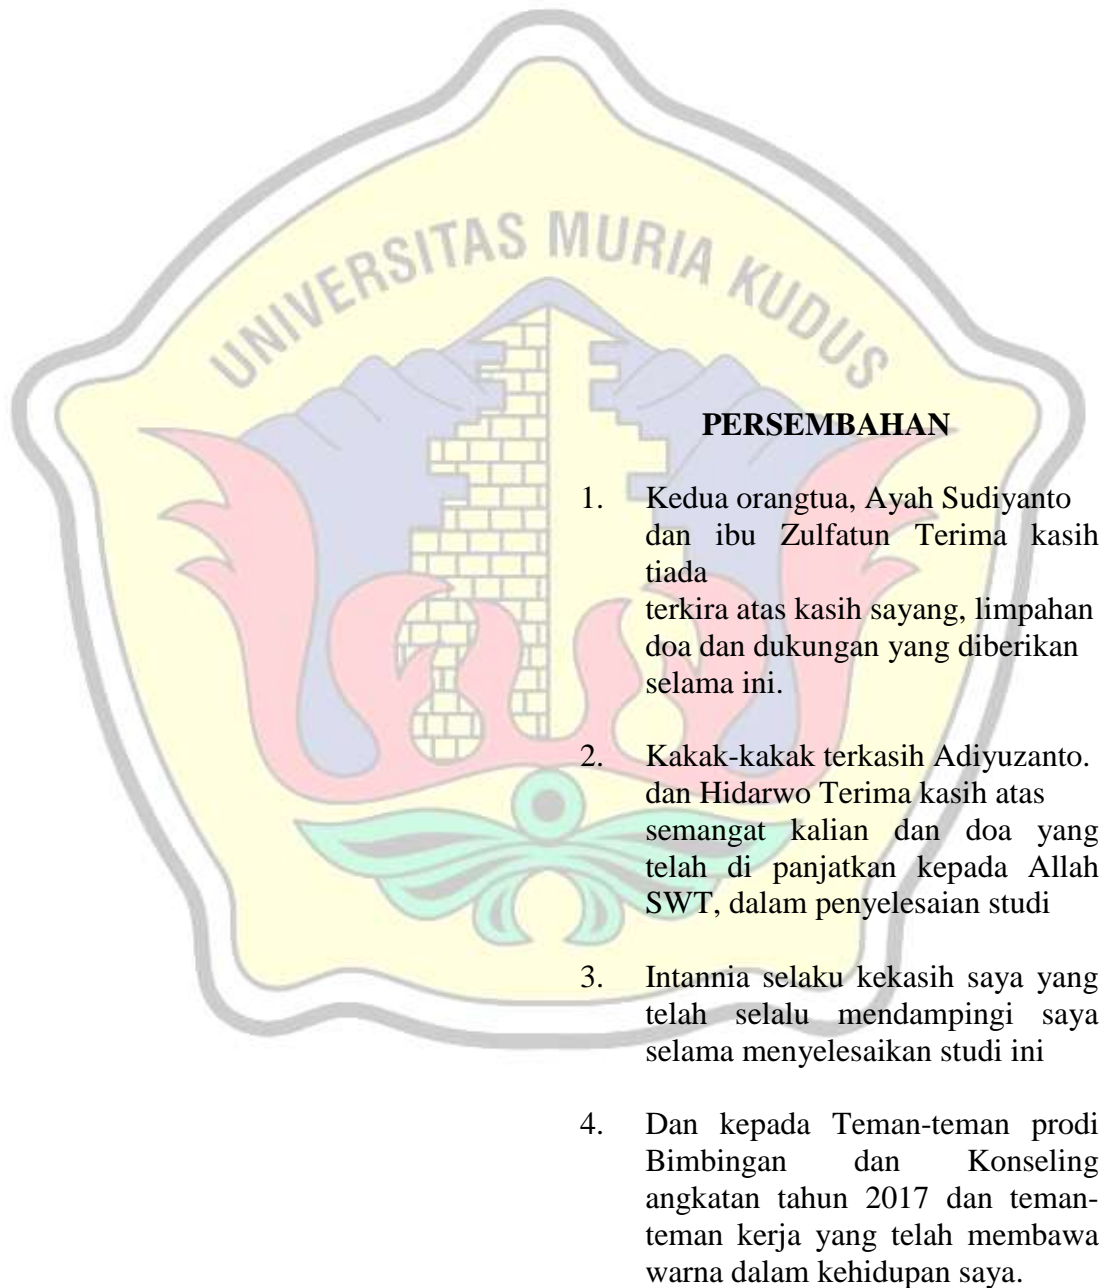 UNIVERSITAS MURIA KUDUS
PERSEMBAHAN
1. Kedua orangtua, Ayah Sudiyanto
dan ibu Zulfatun Terima kasih
tiada
terkira atas kasih sayang, limpahan
doa dan dukungan yang diberikan
selama ini.
2. Kakak-kakak terkasih Adiyuzanto.
dan Hidarwo Terima kasih atas
semangat kalian dan doa yang
telah di panjatkan kepada Allah
SWT, dalam penyelesaian studi
3. Intannia selaku kekasih saya yang
telah selalu mendampingi saya
selama menyelesaikan studi ini
4. Dan kepada Teman-teman prodi
Bimbingan dan Konseling
angkatan tahun 2017 dan teman-
teman kerja yang telah membawa
warna dalam kehidupan saya.